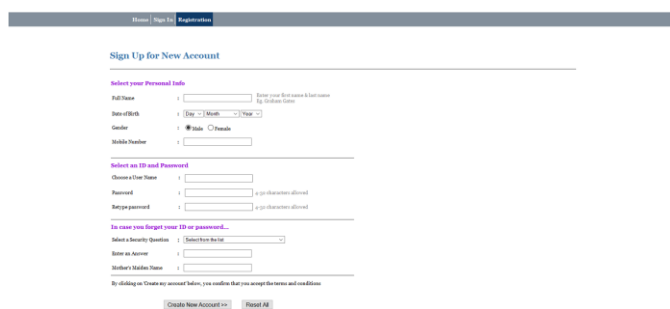 Home Sign In Registration
Sign Up for New Account
Select your Personal Info
Full Name :
Enter your first name & last name
Eg. Graham Gates
Date of Birth : Day Month Year
Gender : Male Female
Mobile Number :
Select an ID and Password
Choose a User Name :
Password : 4-32 characters allowed
Retype password : 4-32 characters allowed
In case you forget your ID or password...
Select a Security Question : Select from the list
Enter an Answer :
Mother's Maiden Name :
By clicking on 'Create my account' below, you confirm that you accept the terms and conditions
Create New Account >> Reset All